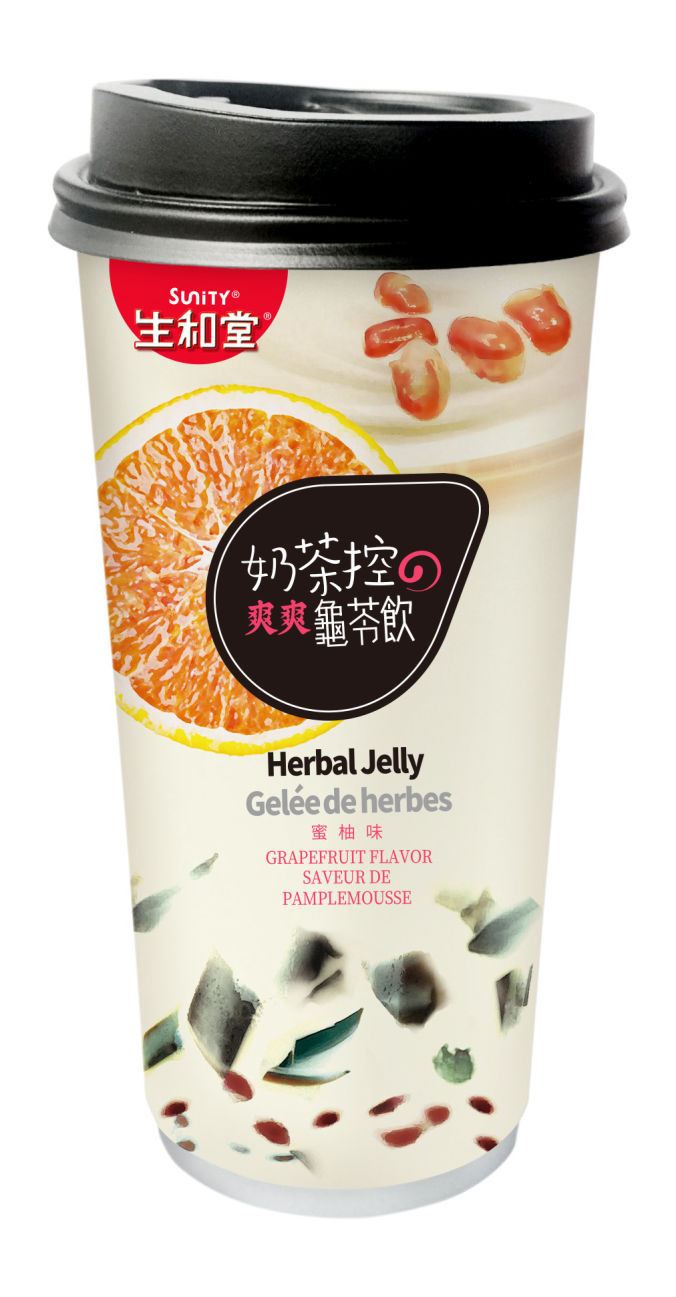 SUNITY®
生和堂®
奶茶控の
爽爽龜苓飲
Herbal Jelly
Gelée de herbes
蜜柚味
GRAPEFRUIT FLAVOR
SAVEUR DE
PAMPLEMOUSSE